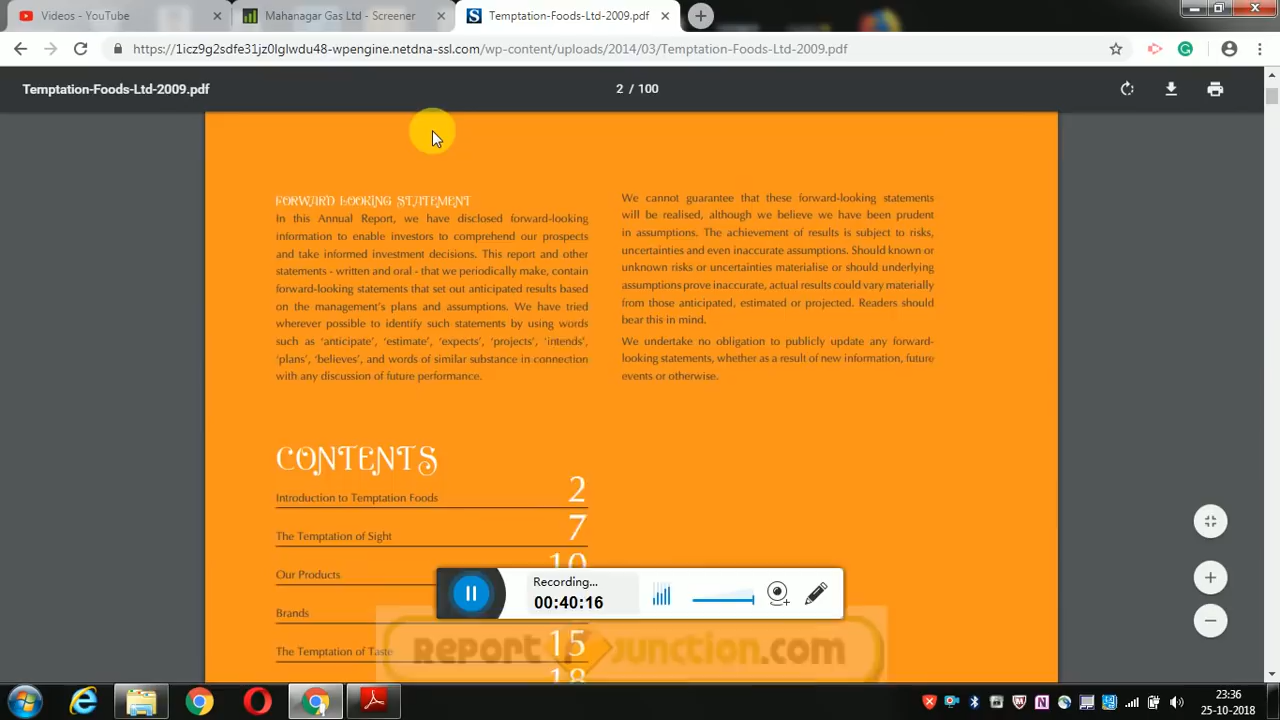 Videos - YouTube
Mahanagar Gas Ltd - Screener
Temptation-Foods-Ltd-2009.pdf
https://1icz9g2sdfe31jz0lglwdu48-wpengine.netdna-ssl.com/wp-content/uploads/2014/03/Temptation-Foods-Ltd-2009.pdf
Temptation-Foods-Ltd-2009.pdf
2 / 100
FORWARD LOOKING STATEMENT
In this Annual Report, we have disclosed forward-looking
information to enable investors to comprehend our prospects
and take informed investment decisions. This report and other
statements - written and oral - that we periodically make, contain
forward-looking statements that set out anticipated results based
on the management's plans and assumptions. We have tried
wherever possible to identify such statements by using words
such as 'anticipate', 'estimate', 'expects', 'projects', 'intends',
'plans', 'believes', and words of similar substance in connection
with any discussion of future performance.
We cannot guarantee that these forward-looking statements
will be realised, although we believe we have been prudent
in assumptions. The achievement of results is subject to risks,
uncertainties and even inaccurate assumptions. Should known or
unknown risks or uncertainties materialise or should underlying
assumptions prove inaccurate, actual results could vary materially
from those anticipated, estimated or projected. Readers should
bear this in mind.
We undertake no obligation to publicly update any forward-
looking statements, whether as a result of new information, future
events or otherwise.
CONTENTS
Introduction to Temptation Foods 2
The Temptation of Sight 7
Our Products 10
Brands
The Temptation of Taste 15
18
Recording...
00:40:16
Report Junction.com
23:36
25-10-2018